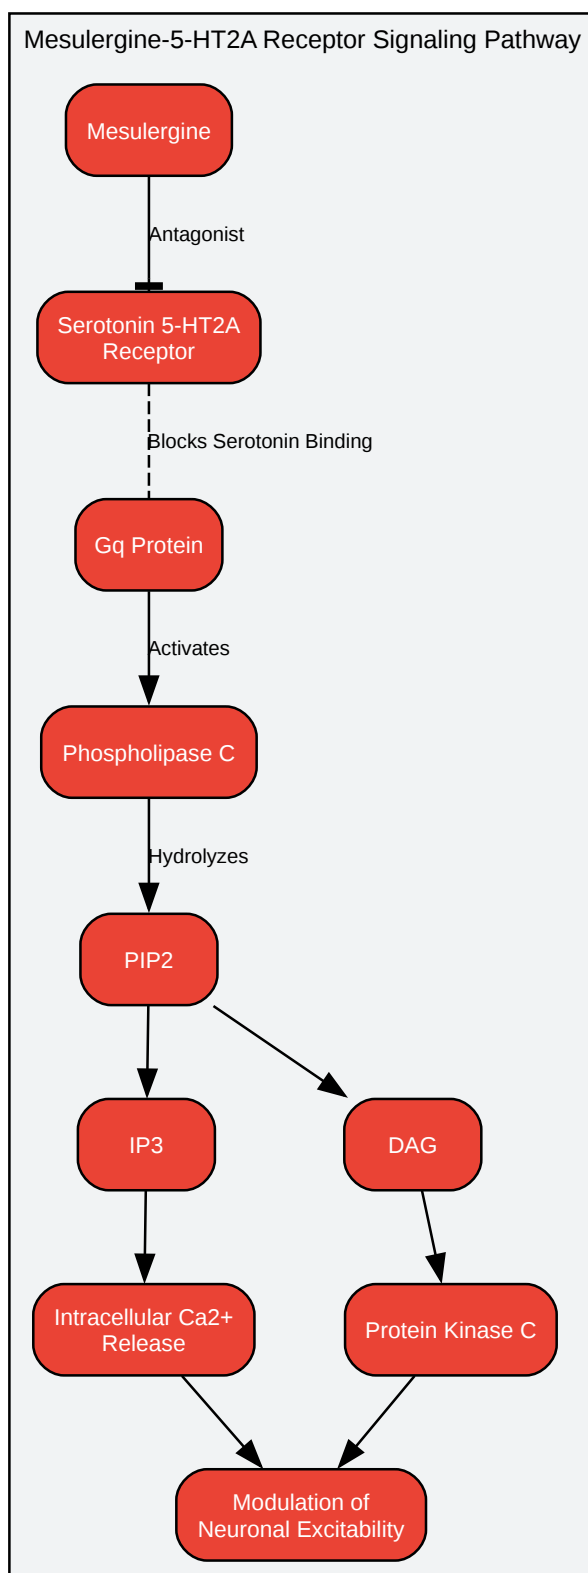 Mesulergine-5-HT2A Receptor Signaling Pathway
Mesulergine
Antagonist
Serotonin 5-HT2A
Receptor
Blocks Serotonin Binding
Gq Protein
Activates
Phospholipase C
Hydrolyzes
PIP2
IP3
DAG
Intracellular Ca2+
Release
Protein Kinase C
Modulation of
Neuronal Excitability